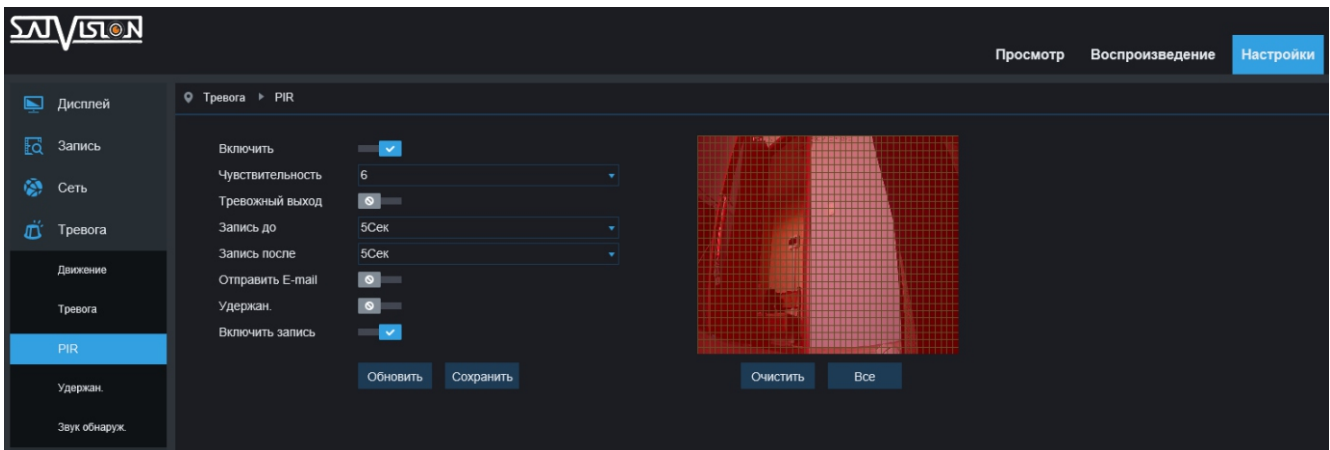 SATVISION
Просмотр Воспроизведение Настройки
Дисплей
Запись
Сеть
Тревога
Движение
Тревога
PIR
Удержан.
Звук обнаруж.
Тревога PIR
Включить
Чувствительность 6
Тревожный выход
Запись до 5Сек
Запись после 5Сек
Отправить E-mail
Удержан.
Включить запись
Обновить Сохранить
Очистить Все